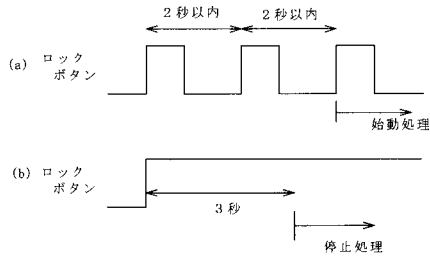 2秒以内 2秒以内
(a) ロック
ボタン
始動処理
(b) ロック
ボタン
3秒
停止処理